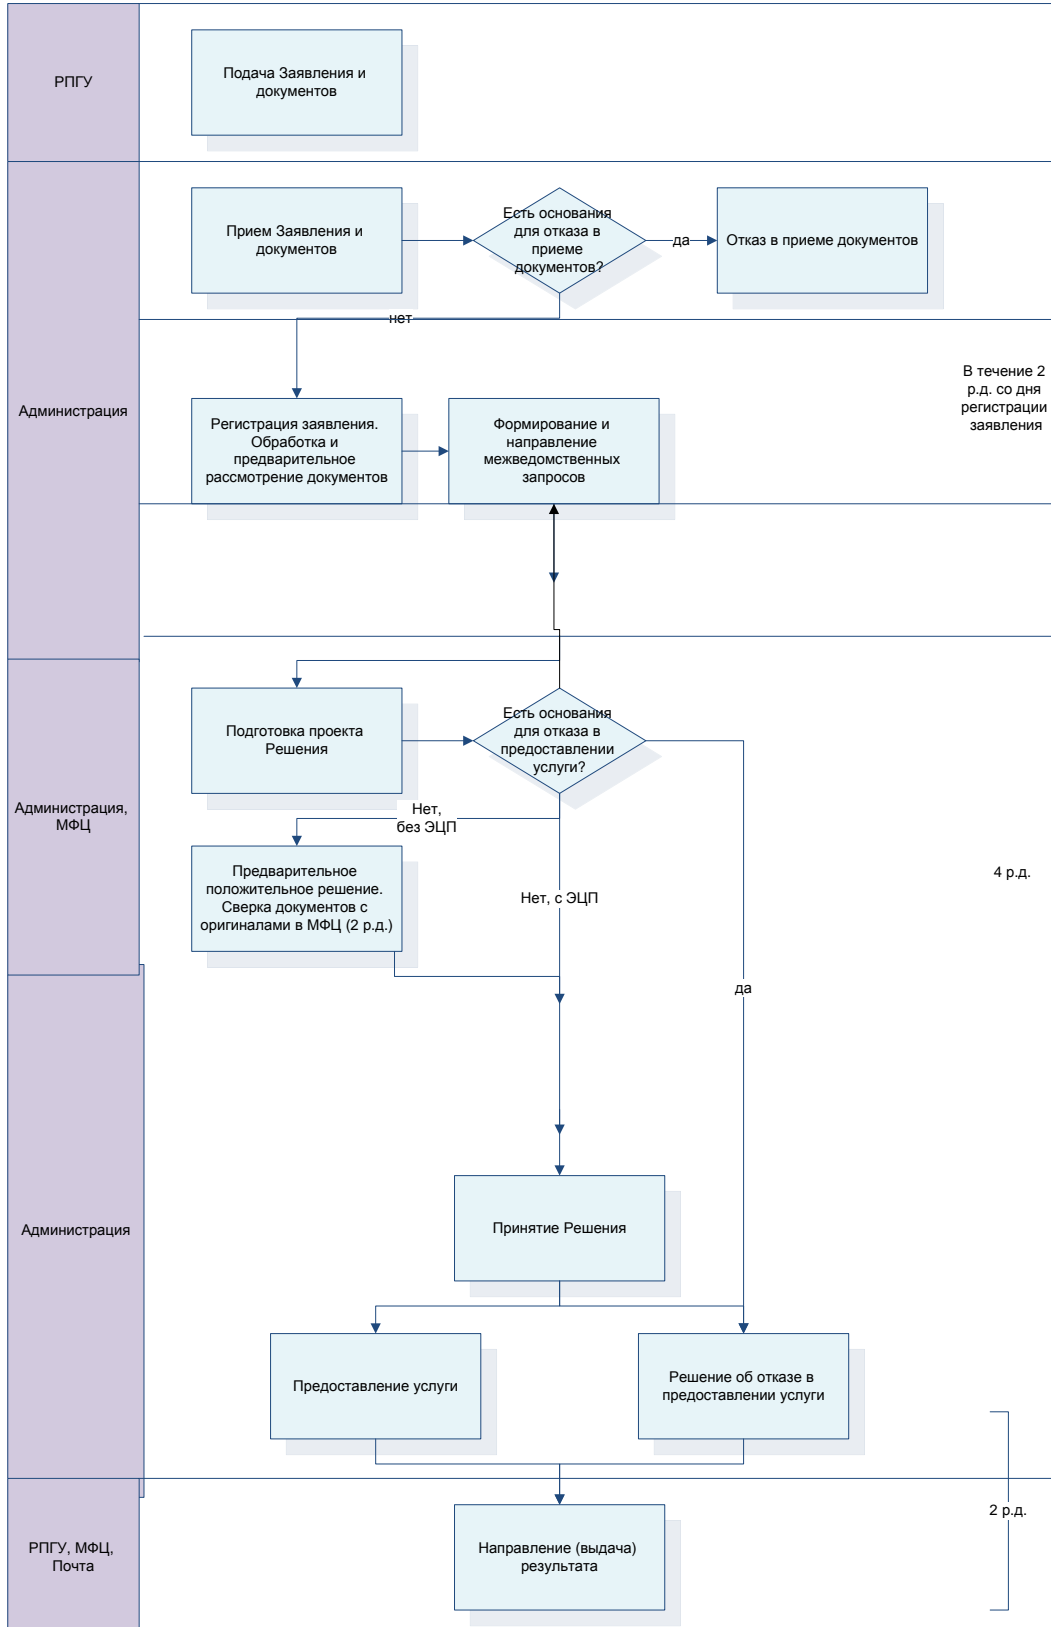 РПГУ
Подача Заявления и
документов
Прием Заявления и
документов
Есть основания
для отказа в
приеме
документов?
да
Отказ в приеме документов
нет
Администрация
Регистрация заявления.
Обработка и
предварительное
рассмотрение документов
Формирование и
направление
межведомственных
запросов
В течение 2
р.д. со дня
регистрации
заявления
Администрация,
МФЦ
Подготовка проекта
Решения
Есть основания
для отказа в
предоставлении
услуги?
Нет,
без ЭЦП
Предварительное
положительное решение.
Сверка документов с
оригиналами в МФЦ (2 р.д.)
Нет, с ЭЦП
4 р.д.
да
Администрация
Принятие Решения
Предоставление услуги
Решение об отказе в
предоставлении услуги
2 р.д.
РПГУ, МФЦ,
Почта
Направление (выдача)
результата